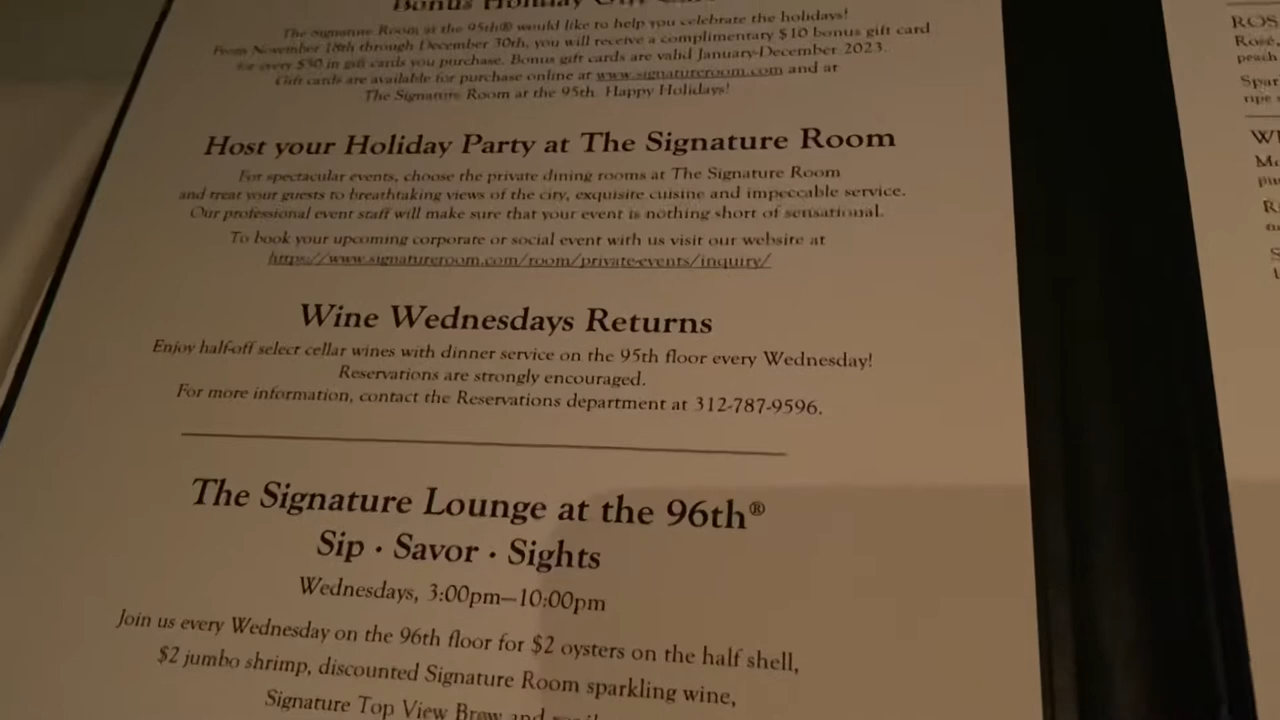 Bonus Holiday Gift Card
The Signature Room at the 95th® would like to help you celebrate the holidays!
From November 18th through December 30th, you will receive a complimentary $10 bonus gift card
for every $50 in gift cards you purchase. Bonus gift cards are valid January-December 2023.
Gift cards are available for purchase online at www.signatureroom.com and at
The Signature Room at the 95th. Happy Holidays!
Host your Holiday Party at The Signature Room
For spectacular events, choose the private dining rooms at The Signature Room
and treat your guests to breathtaking views of the city, exquisite cuisine and impeccable service.
Our professional event staff will make sure that your event is nothing short of sensational.
To book your upcoming corporate or social event with us visit our website at
https://www.signatureroom.com/room/private-events/inquiry/
Wine Wednesdays Returns
Enjoy half-off select cellar wines with dinner service on the 95th floor every Wednesday!
Reservations are strongly encouraged.
For more information, contact the Reservations department at 312-787-9596.
The Signature Lounge at the 96th®
Sip · Savor · Sights
Wednesdays, 3:00pm—10:00pm
Join us every Wednesday on the 96th floor for $2 oysters on the half shell,
$2 jumbo shrimp, discounted Signature Room sparkling wine,
Signature Top View Brew and
ROS
Rosé,
peach
Spar
ripe